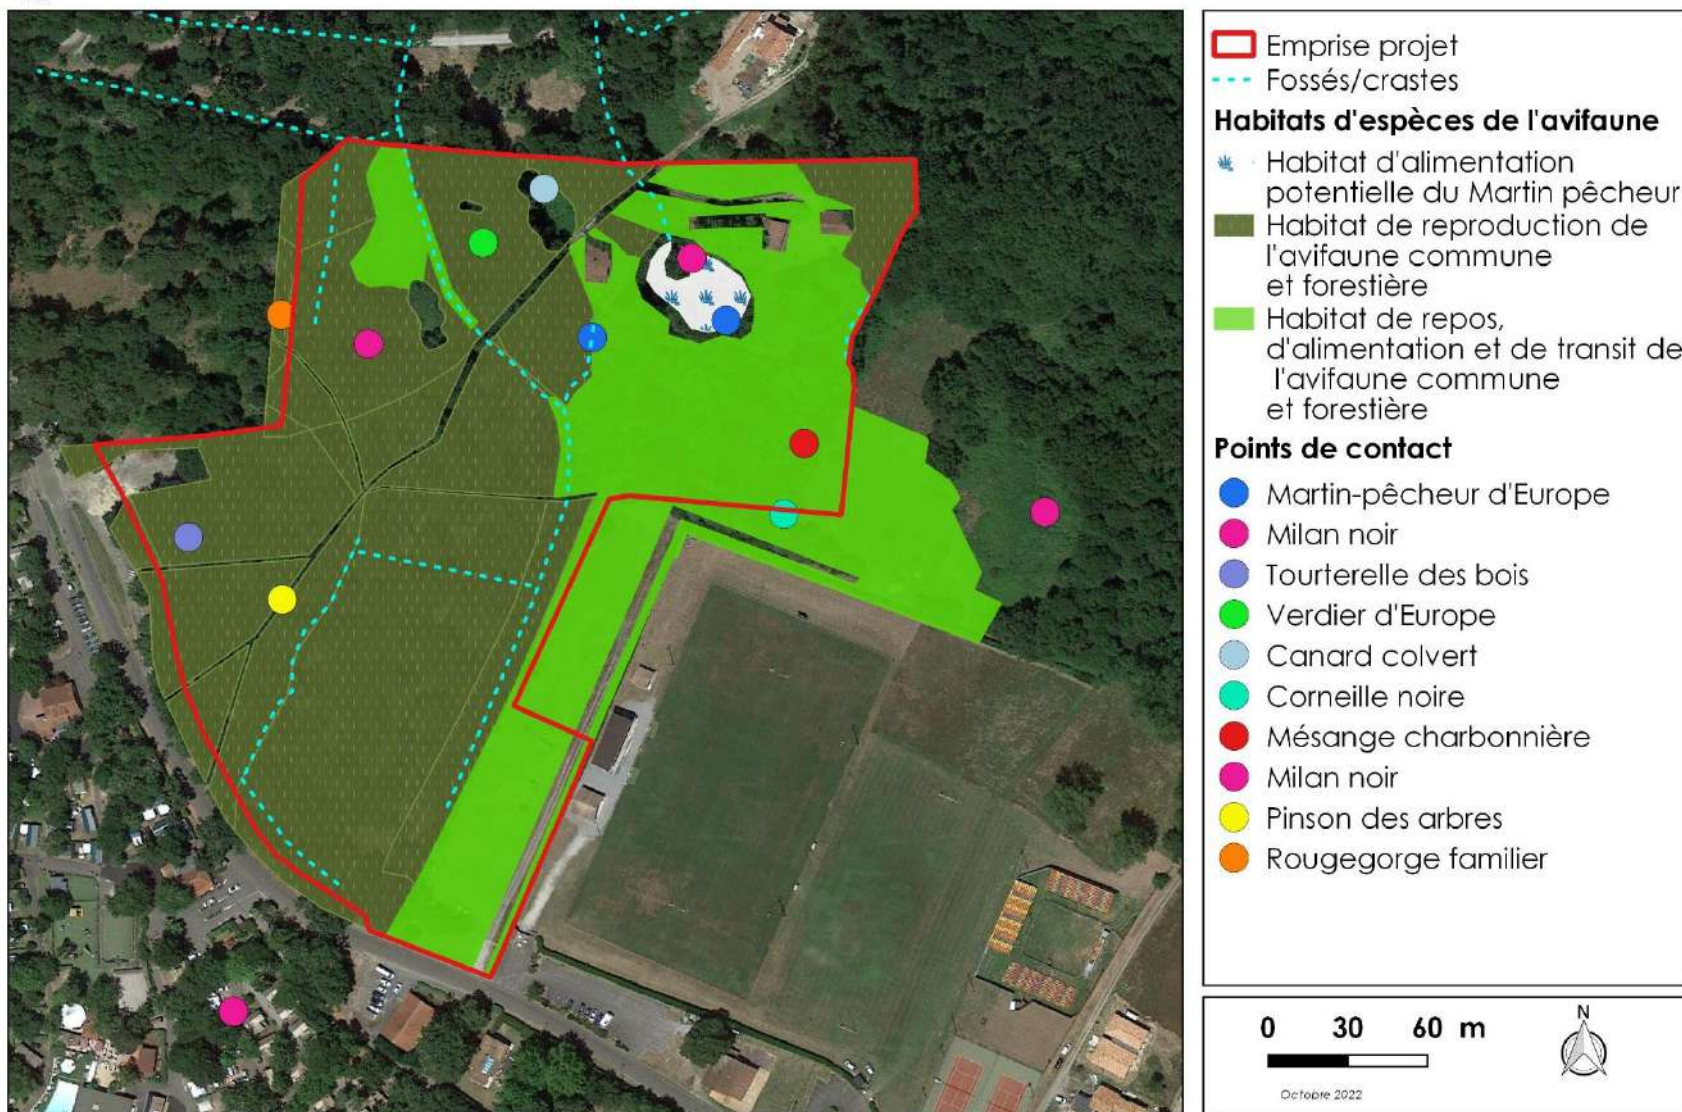 Emprise projet
Fossés/crastes
Habitats d'espèces de l'avifaune
Habitat d'alimentation
potentielle du Martin pêcheur
Habitat de reproduction de
l'avifaune commune
et forestière
Habitat de repos,
d'alimentation et de transit de
l'avifaune commune
et forestière
Points de contact
Martin-pêcheur d'Europe
Milan noir
Tourterelle des bois
Verdier d'Europe
Canard colvert
Corneille noire
Mésange charbonnière
Milan noir
Pinson des arbres
Rougegorge familier
0 30 60 m
N
Octobre 2022